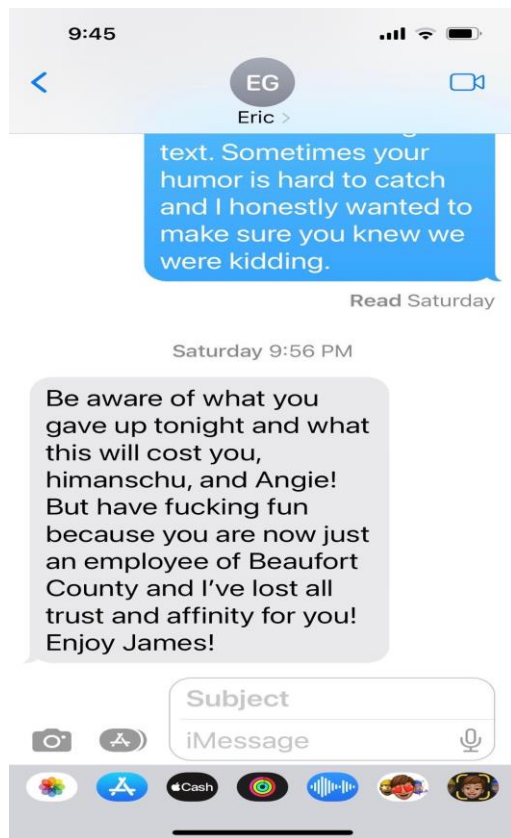 9:45
EG
Eric >
text. Sometimes your
humor is hard to catch
and I honestly wanted to
make sure you knew we
were kidding.
Read Saturday
Saturday 9:56 PM
Be aware of what you
gave up tonight and what
this will cost you,
himanschu, and Angie!
But have fucking fun
because you are now just
an employee of Beaufort
County and I've lost all
trust and affinity for you!
Enjoy James!
Subject
iMessage
Cash